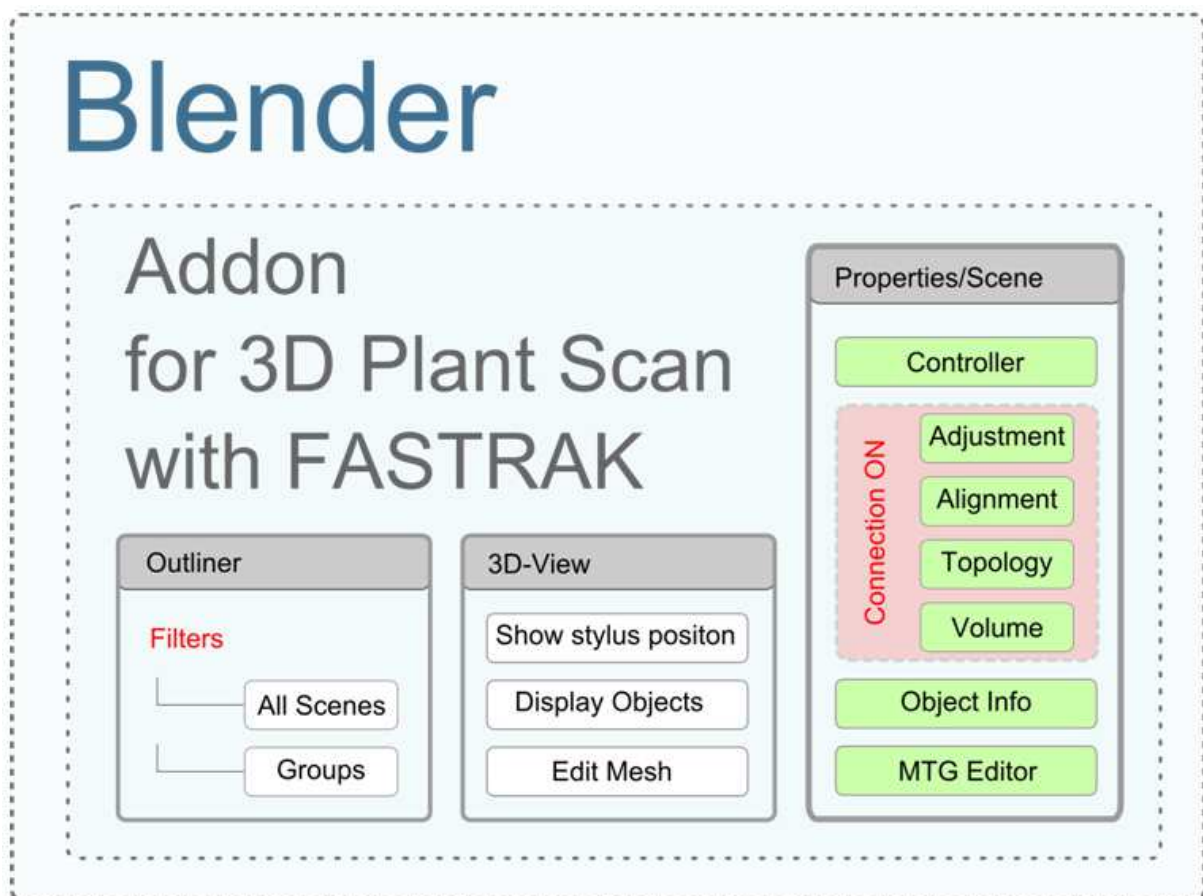 Blender
Addon
for 3D Plant Scan
with FASTRAK
Outliner
Filters
All Scenes
Groups
3D-View
Show stylus positon
Display Objects
Edit Mesh
Properties/Scene
Controller
Connection ON
Adjustment
Alignment
Topology
Volume
Object Info
MTG Editor